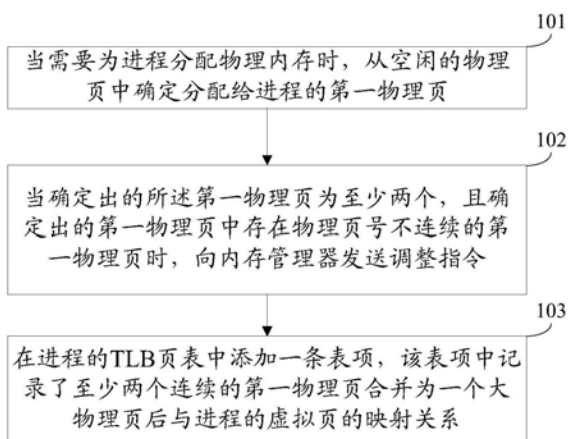 101
当需要为进程分配物理内存时，从空闲的物理
页中确定分配给进程的第一物理页
102
当确定出的所述第一物理页为至少两个，且确
定出的第一物理页中存在物理页号不连续的第
一物理页时，向内存管理器发送调整指令
103
在进程的TLB页表中添加一条表项，该表项中记
录了至少两个连续的第一物理页合并为一个大
物理页后与进程的虚拟页的映射关系